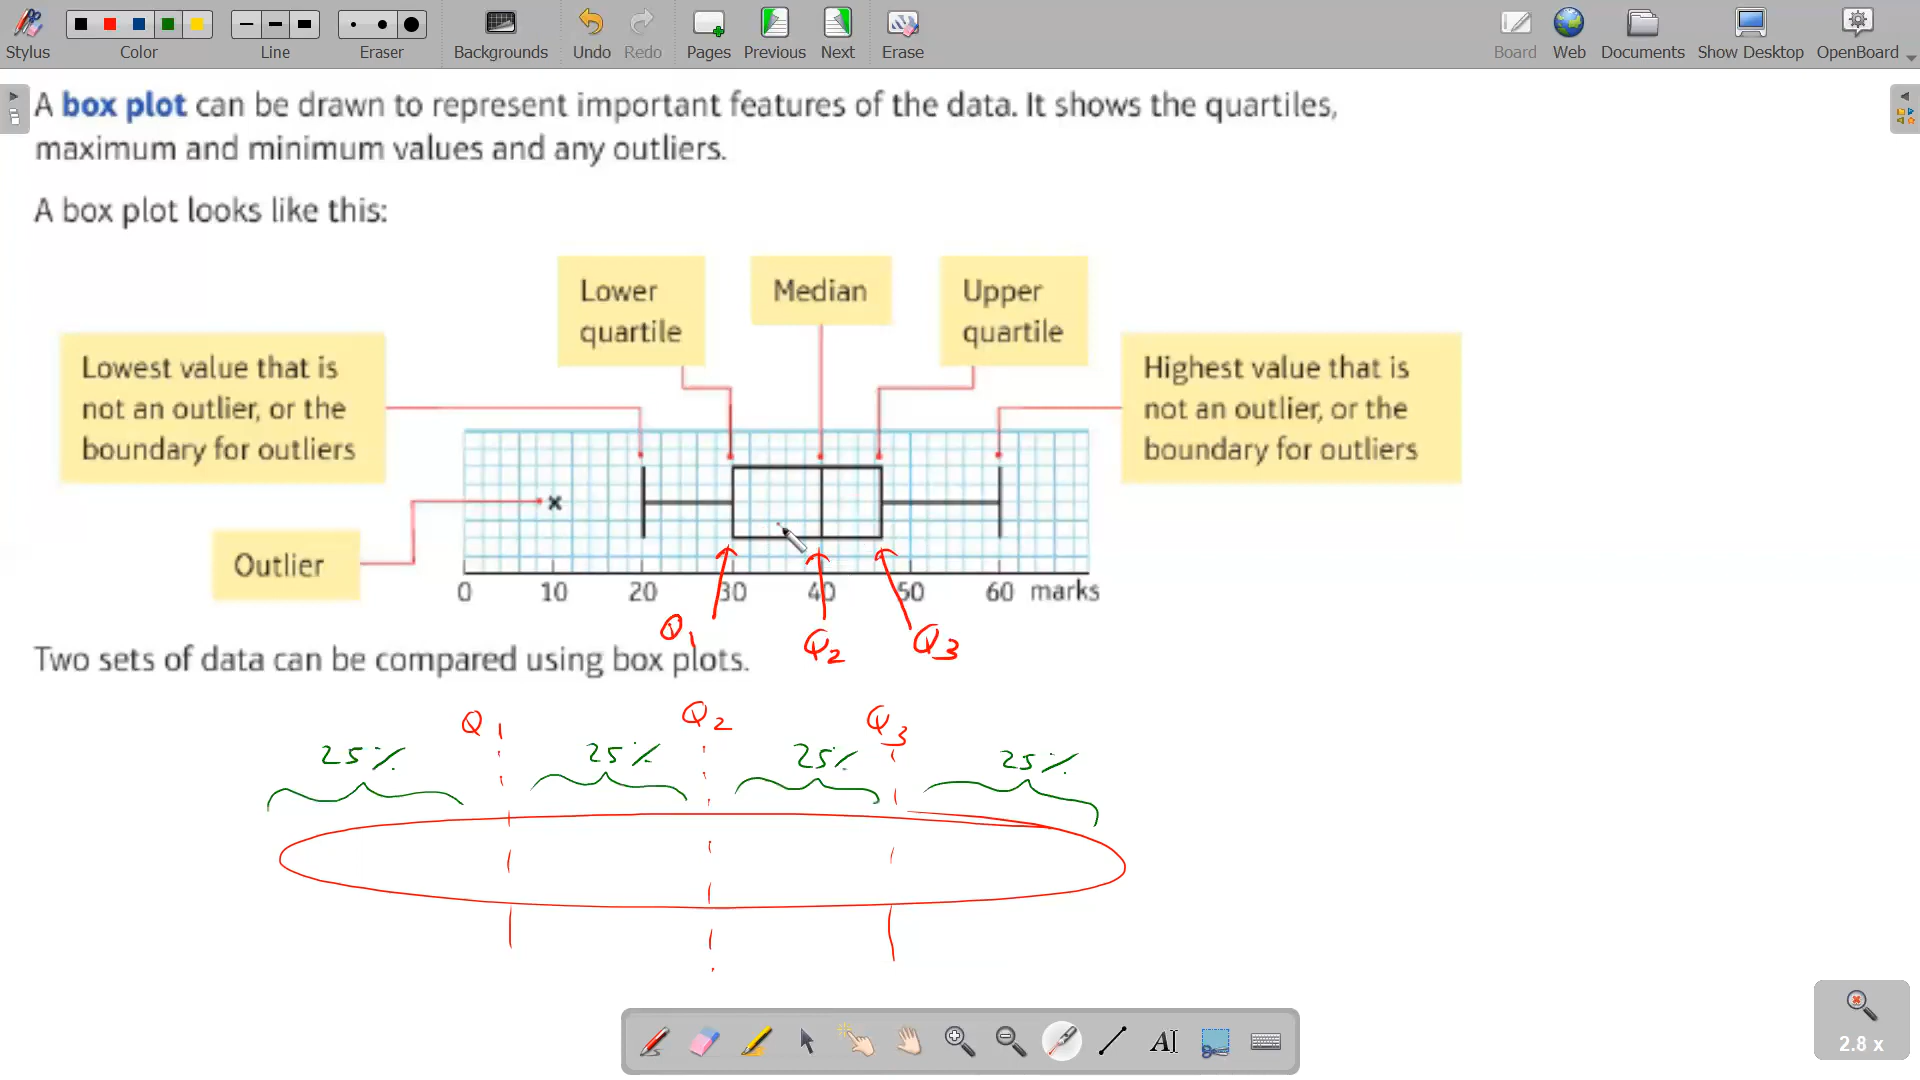 Stylus Color Line Eraser Backgrounds Undo Redo Pages Previous Next Erase Board Web Documents Show Desktop OpenBoard
A box plot can be drawn to represent important features of the data. It shows the quartiles,
maximum and minimum values and any outliers.
A box plot looks like this:
Lower
quartile
Median
Upper
quartile
Lowest value that is
not an outlier, or the
boundary for outliers
Highest value that is
not an outlier, or the
boundary for outliers
Outlier
0 10 20 30 40 50 60 marks
Q1 Q2 Q3
Two sets of data can be compared using box plots.
Q1 Q2 Q3
25% 25% 25% 25%
AI
2.8 x